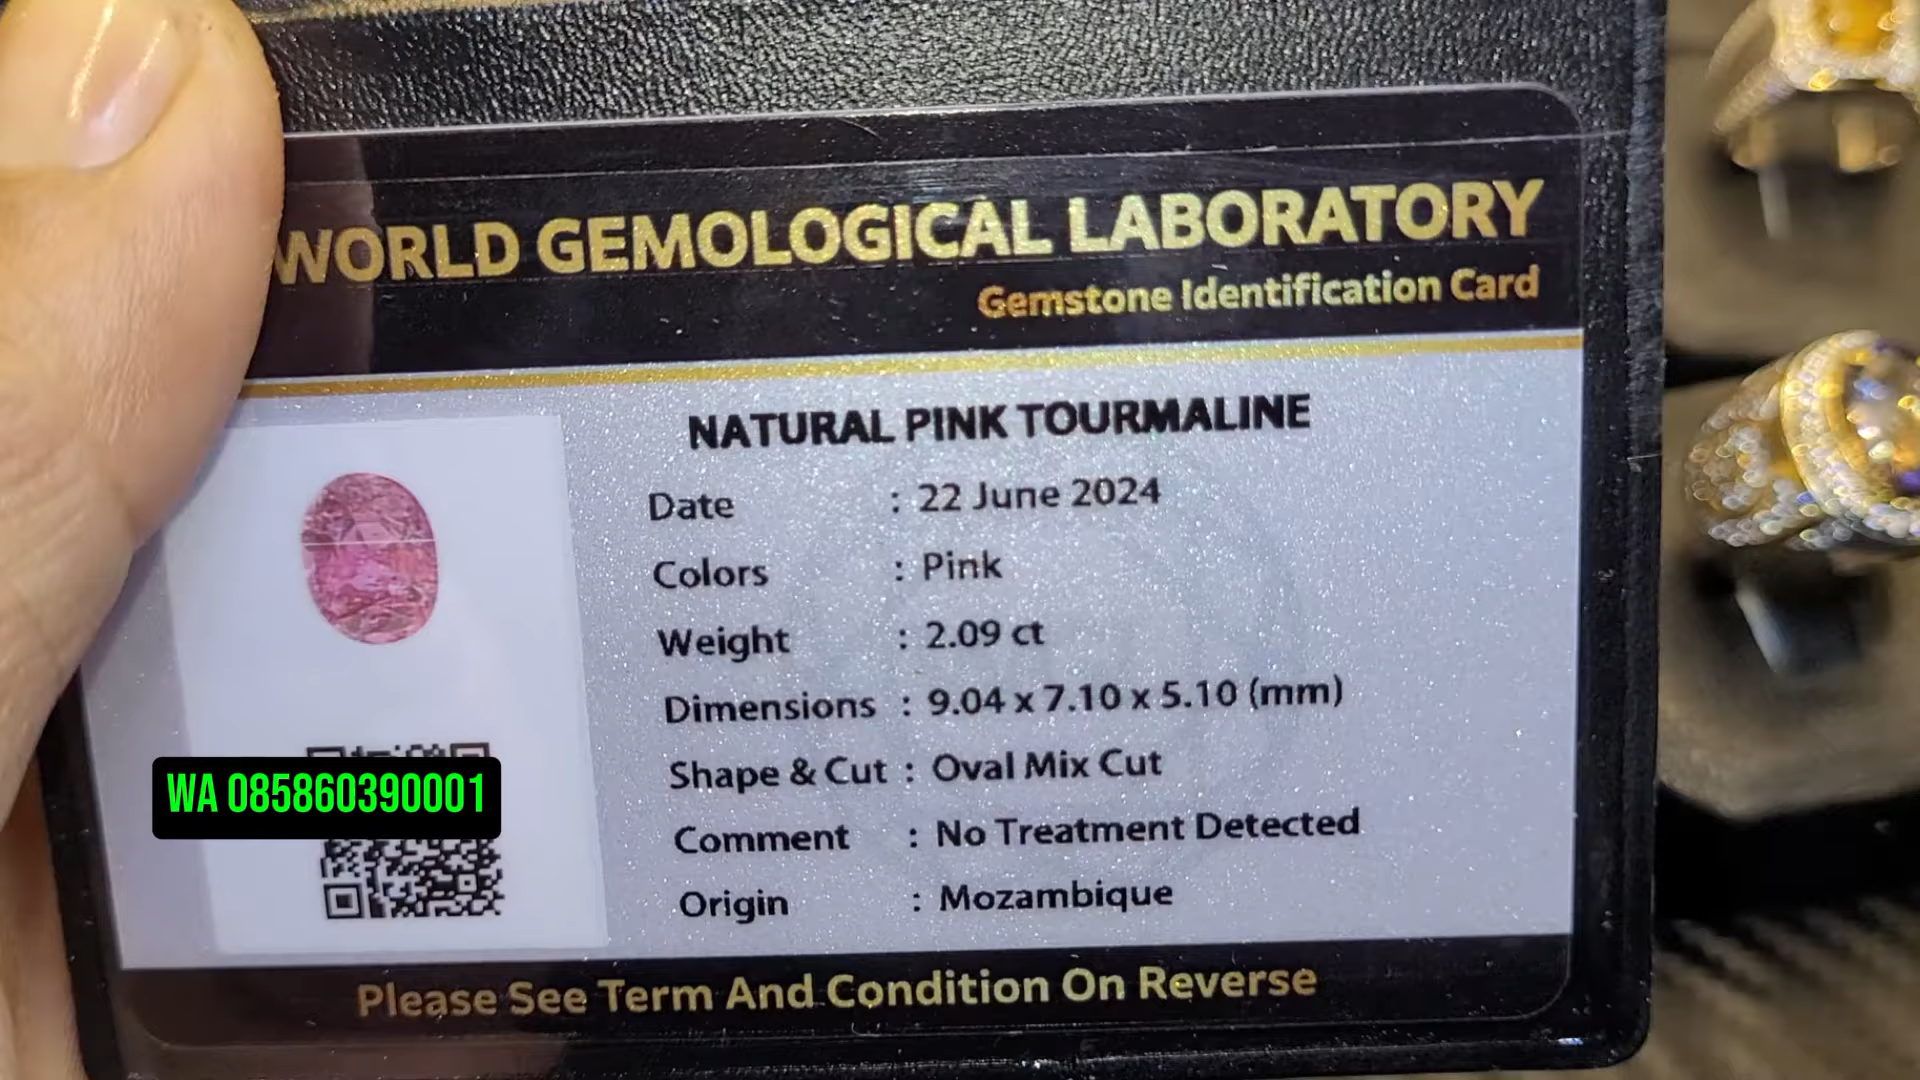 WORLD GEMOLOGICAL LABORATORY
Gemstone Identification Card
NATURAL PINK TOURMALINE
Date : 22 June 2024
Colors : Pink
Weight : 2.09 ct
Dimensions : 9.04 x 7.10 x 5.10 (mm)
Shape & Cut : Oval Mix Cut
Comment : No Treatment Detected
Origin : Mozambique
WA 085860390001
Please See Term And Condition On Reverse